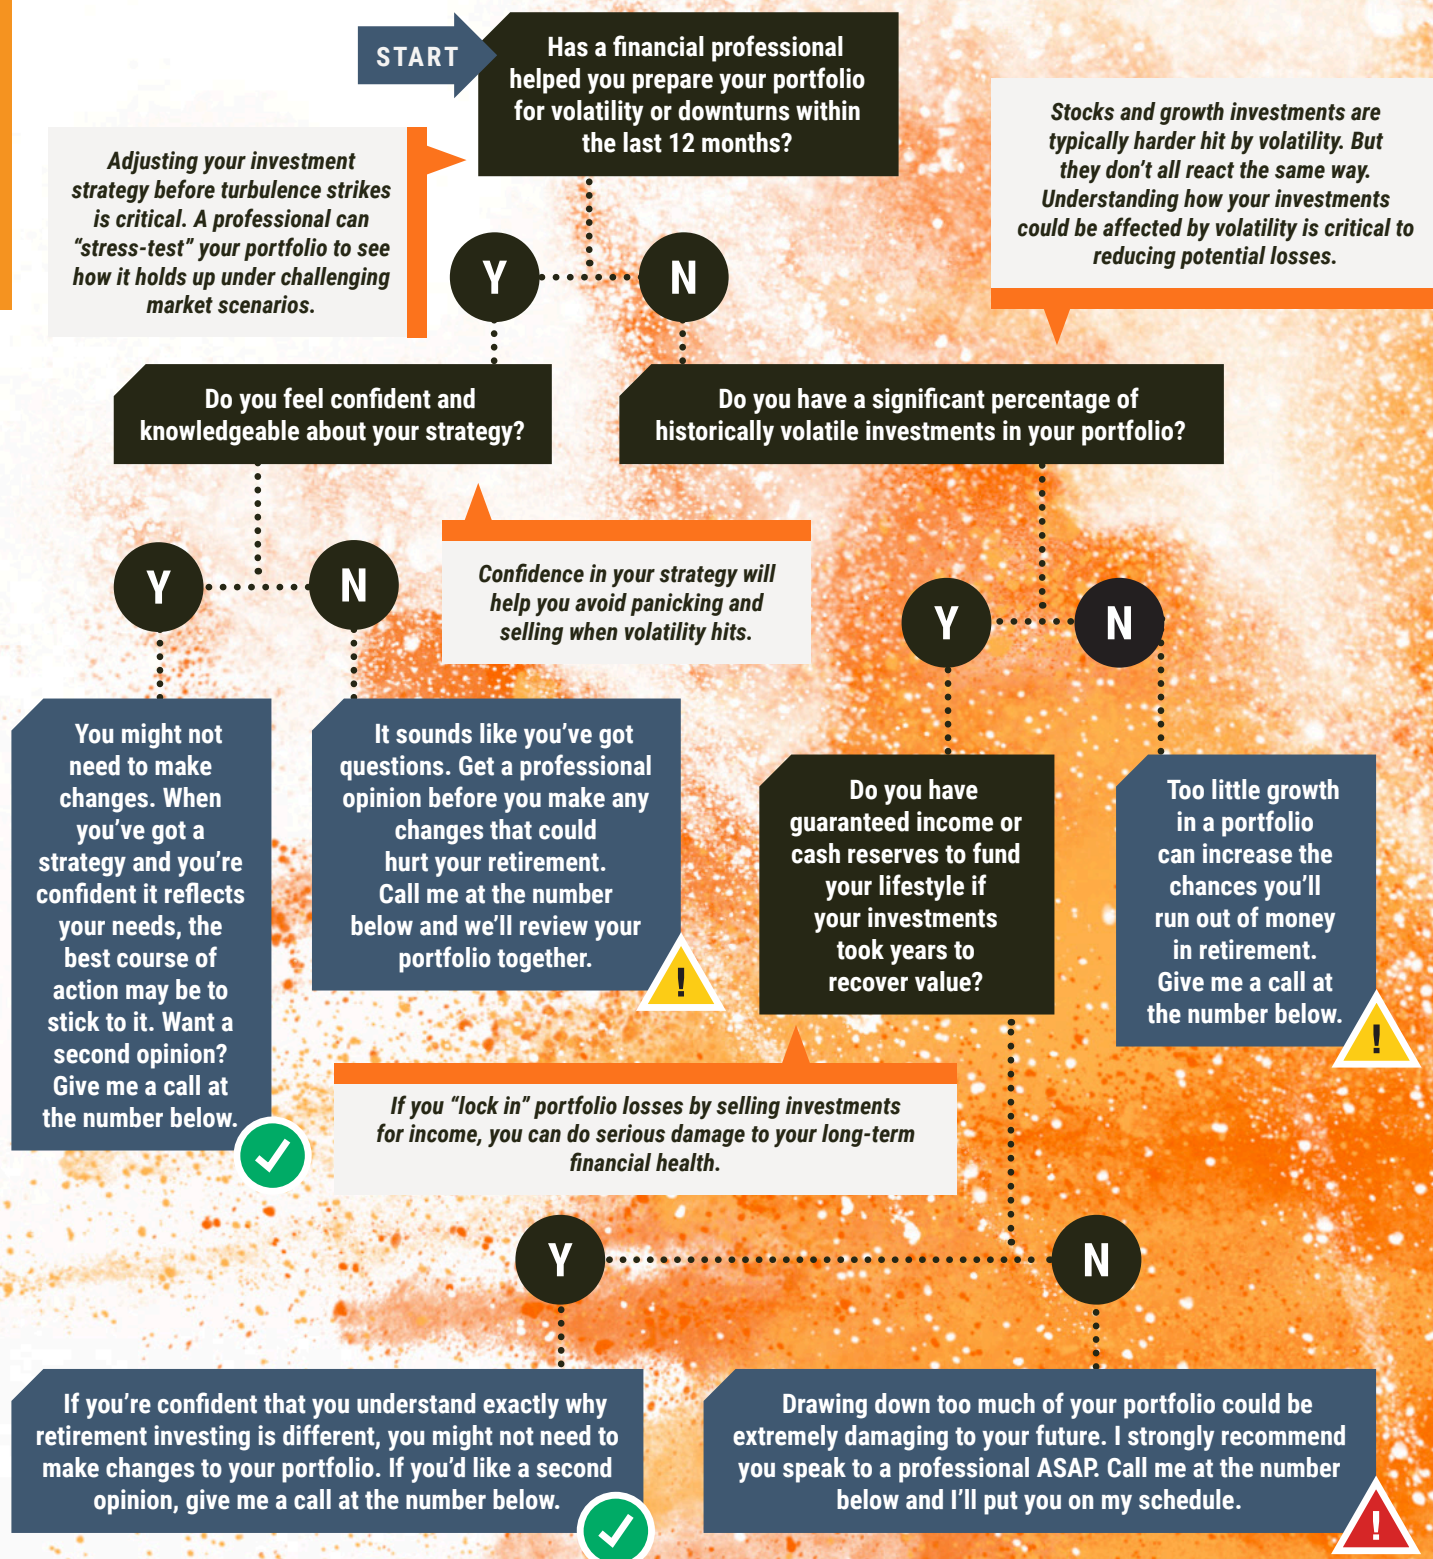 START
Has a financial professional
helped you prepare your portfolio
for volatility or downturns within
the last 12 months?
Adjusting your investment
strategy before turbulence strikes
is critical. A professional can
“stress-test” your portfolio to see
how it holds up under challenging
market scenarios.
Stocks and growth investments are
typically harder hit by volatility. But
they don’t all react the same way.
Understanding how your investments
could be affected by volatility is critical to
reducing potential losses.
Y
N
Do you feel confident and
knowledgeable about your strategy?
Do you have a significant percentage of
historically volatile investments in your portfolio?
Confidence in your strategy will
help you avoid panicking and
selling when volatility hits.
Y
N
Y
N
You might not
need to make
changes. When
you’ve got a
strategy and you’re
confident it reflects
your needs, the
best course of
action may be to
stick to it. Want a
second opinion?
Give me a call at
the number below.
It sounds like you’ve got
questions. Get a professional
opinion before you make any
changes that could
hurt your retirement.
Call me at the number
below and we’ll review your
portfolio together.
!
Do you have
guaranteed income or
cash reserves to fund
your lifestyle if
your investments
took years to
recover value?
Too little growth
in a portfolio
can increase the
chances you’ll
run out of money
in retirement.
Give me a call at
the number below.
!
If you “lock in” portfolio losses by selling investments
for income, you can do serious damage to your long-term
financial health.
Y
N
If you’re confident that you understand exactly why
retirement investing is different, you might not need to
make changes to your portfolio. If you’d like a second
opinion, give me a call at the number below.
Drawing down too much of your portfolio could be
extremely damaging to your future. I strongly recommend
you speak to a professional ASAP. Call me at the number
below and I’ll put you on my schedule.
!